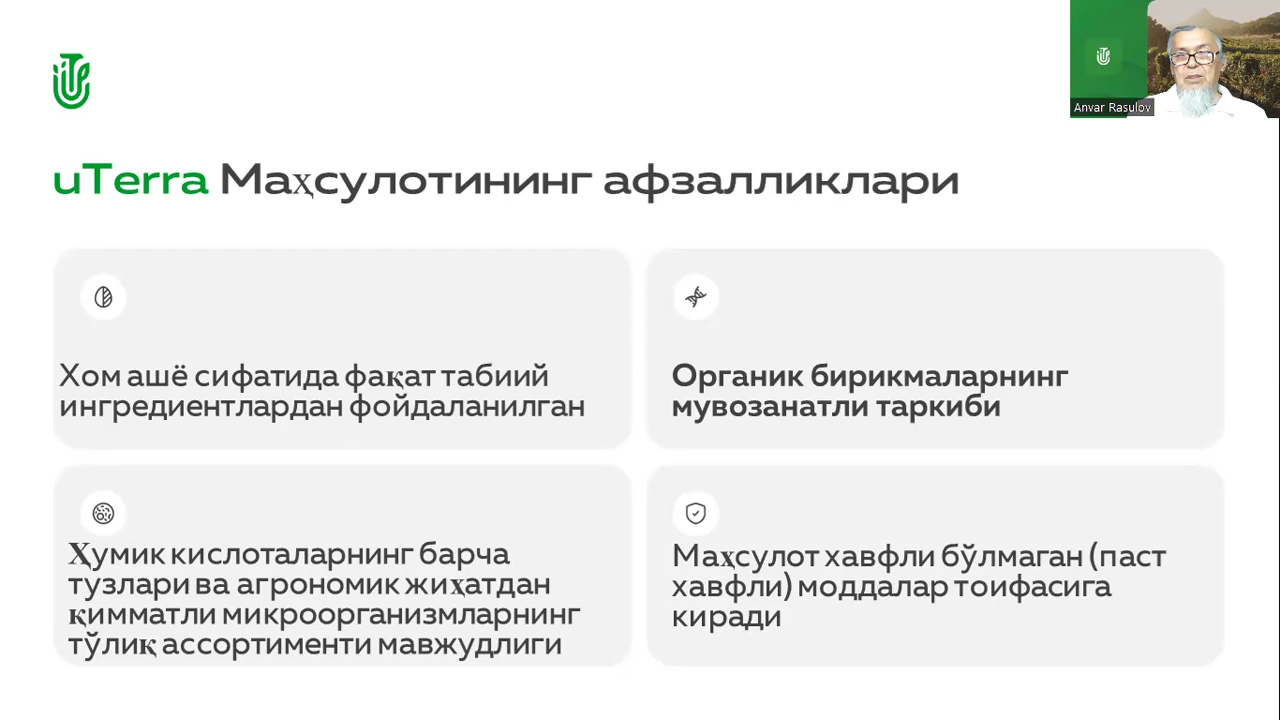 Anvar Rasulov
uTerra Маҳсулотининг афзалликлари
Хом ашё сифатида фақат табиий
ингредиентлардан фойдаланилган
Органик бирикмаларнинг
мувозанатли таркиби
Ҳумик кислоталарнинг барча
тузлари ва агрономик жиҳатдан
қимматли микроорганизмларнинг
тўлиқ ассортименти мавжудлиги
Маҳсулот хавфли бўлмаган (паст
хавфли) моддалар тоифасига
киради